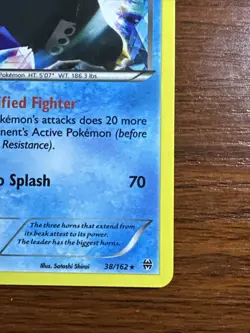 Pokémon. HT. 5'07" WT. 186.3 lbs.
ified Fighter
kémon's attacks does 20 more
nent's Active Pokémon (before
Resistance).
o Splash 70
The three horns that extend from
its beak attest to its power.
The leader has the biggest horns.
Illus. Satoshi Shirai 38/162 ★